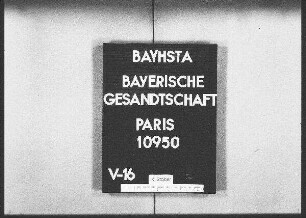 BAYHSTA
BAYERISCHE
GESANDTSCHAFT
PARIS
10950
V-16